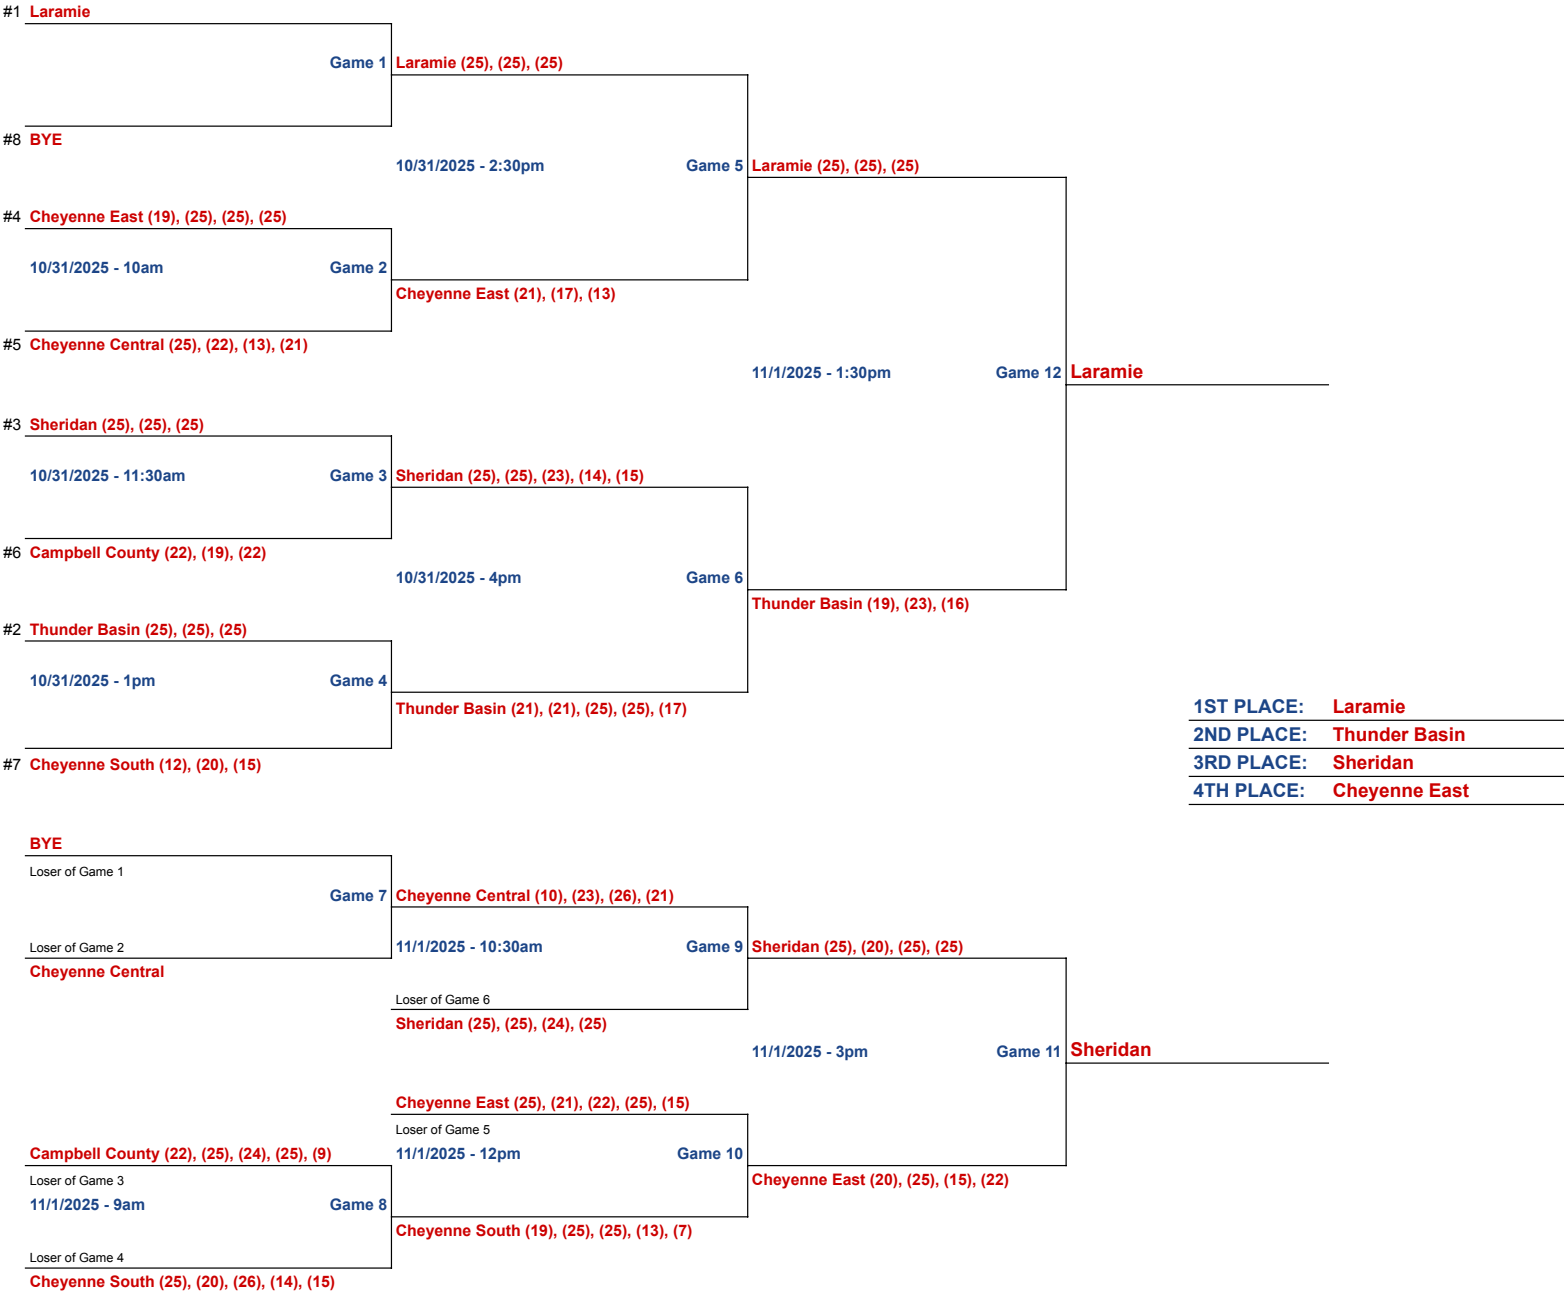 #1 Laramie
Game 1 Laramie (25), (25), (25)
#8 BYE
10/31/2025 - 2:30pm Game 5 Laramie (25), (25), (25)
#4 Cheyenne East (19), (25), (25), (25)
10/31/2025 - 10am Game 2
Cheyenne East (21), (17), (13)
#5 Cheyenne Central (25), (22), (13), (21)
11/1/2025 - 1:30pm Game 12 Laramie
#3 Sheridan (25), (25), (25)
10/31/2025 - 11:30am Game 3 Sheridan (25), (25), (23), (14), (15)
#6 Campbell County (22), (19), (22)
10/31/2025 - 4pm Game 6
Thunder Basin (19), (23), (16)
#2 Thunder Basin (25), (25), (25)
10/31/2025 - 1pm Game 4
Thunder Basin (21), (21), (25), (25), (17)
#7 Cheyenne South (12), (20), (15)
1ST PLACE: Laramie
2ND PLACE: Thunder Basin
3RD PLACE: Sheridan
4TH PLACE: Cheyenne East
BYE
Loser of Game 1
Game 7 Cheyenne Central (10), (23), (26), (21)
Loser of Game 2 11/1/2025 - 10:30am Game 9 Sheridan (25), (20), (25), (25)
Cheyenne Central
Loser of Game 6
Sheridan (25), (25), (24), (25)
11/1/2025 - 3pm Game 11 Sheridan
Cheyenne East (25), (21), (22), (25), (15)
Loser of Game 5
Campbell County (22), (25), (24), (25), (9) 11/1/2025 - 12pm Game 10
Loser of Game 3 Cheyenne East (20), (25), (15), (22)
11/1/2025 - 9am Game 8
Cheyenne South (19), (25), (25), (13), (7)
Loser of Game 4
Cheyenne South (25), (20), (26), (14), (15)